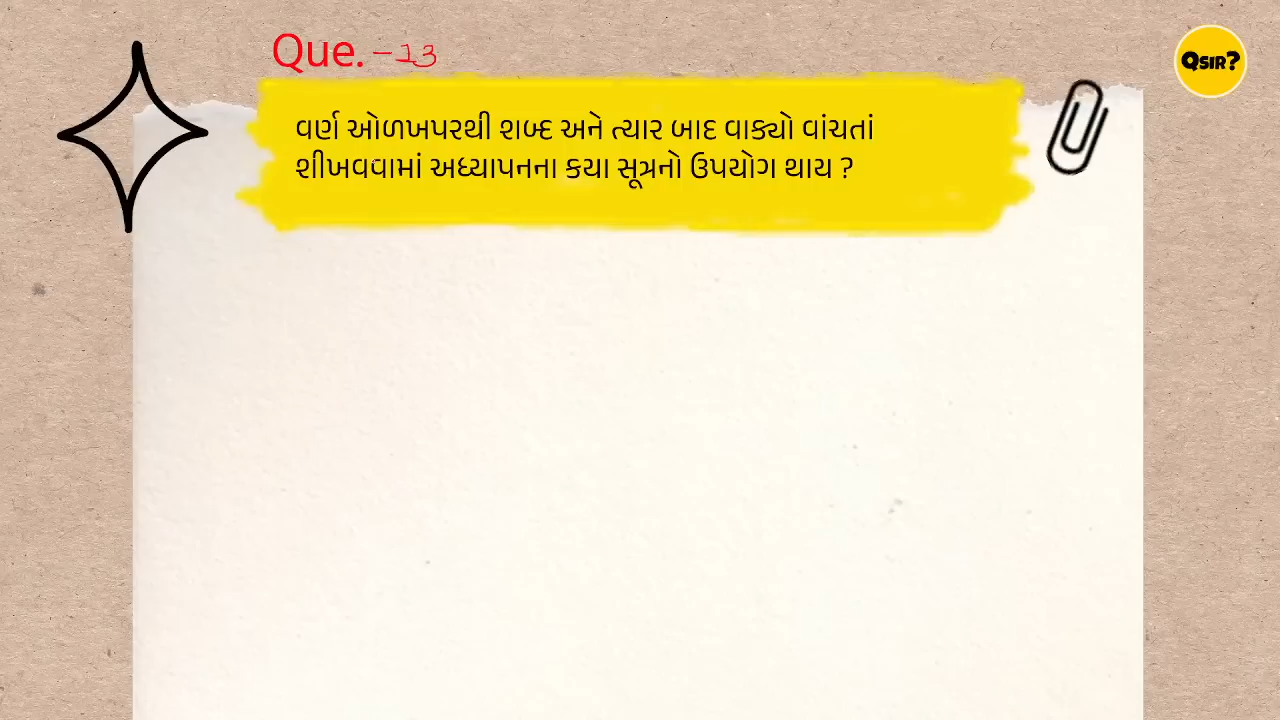 Que. - 13
QSIR?
વર્ણ ઓળખપરથી શબ્દ અને ત્યાર બાદ વાક્યો વાંચતાં
શીખવવામાં અધ્યાપનના કયા સૂત્રનો ઉપયોગ થાય ?